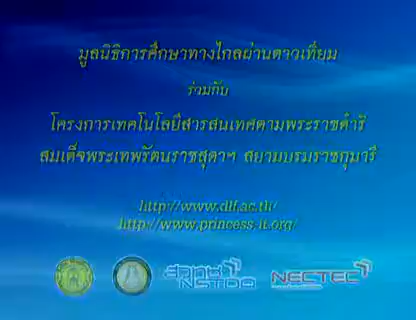 มูลนิธิการศึกษาทางไกลผ่านดาวเทียม
ร่วมกับ
โครงการเทคโนโลยีสารสนเทศตามพระราชดำริ
สมเด็จพระเทพรัตนราชสุดาฯ สยามบรมราชกุมารี
http://www.dlf.ac.th/
http://www.princess-it.org/
สวทช NSTDA NECTEC